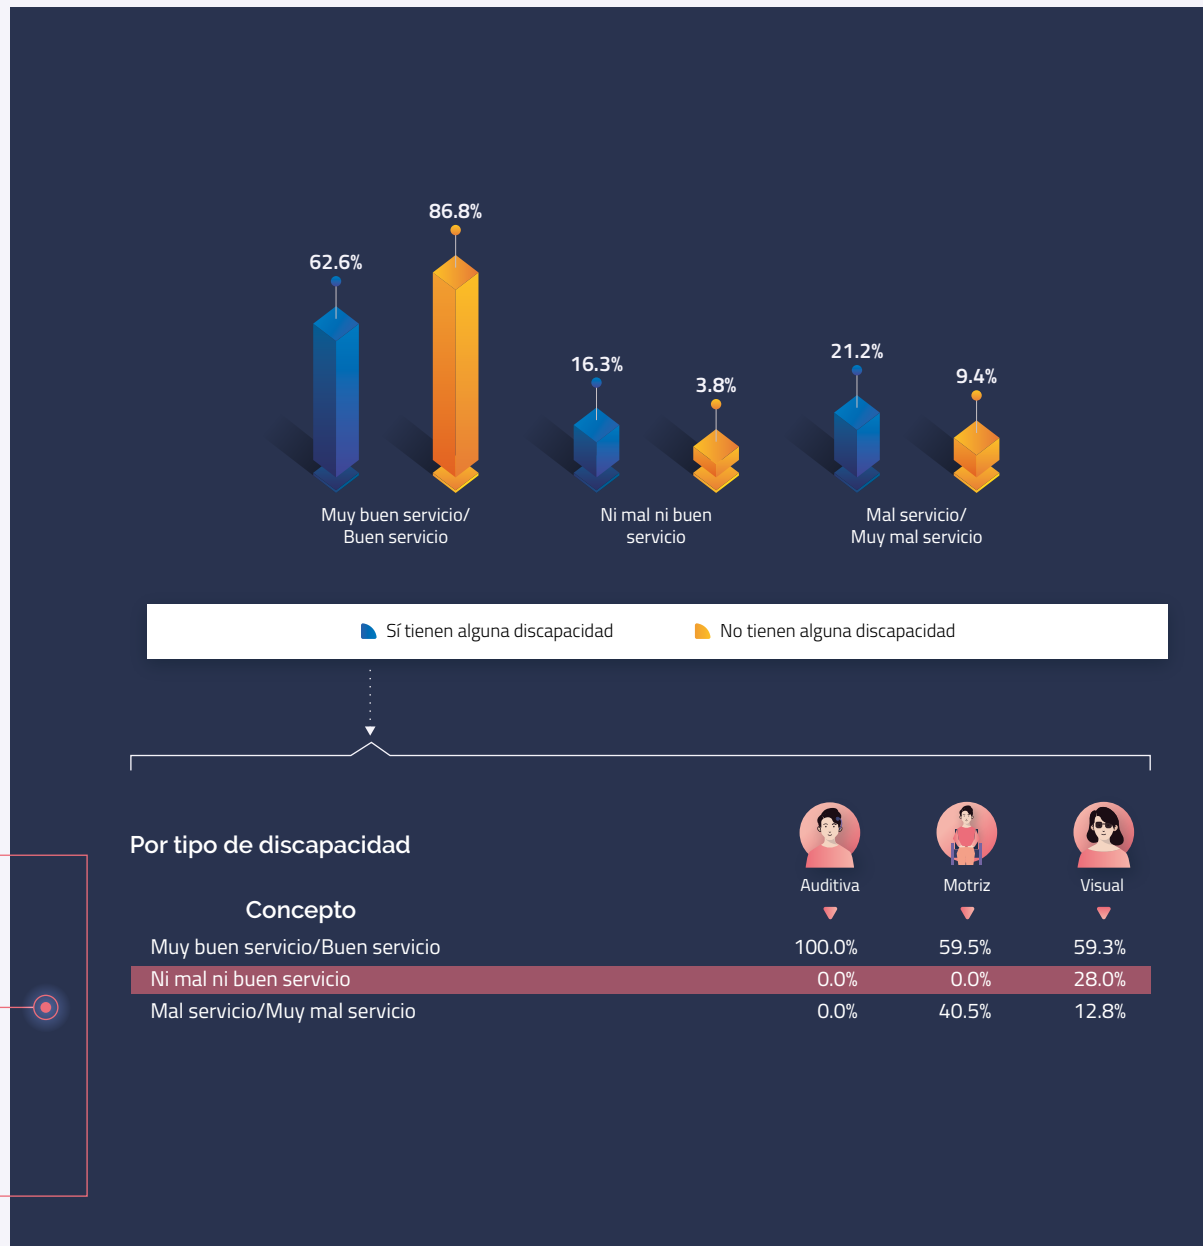 86.8%
62.6%
21.2%
16.3%
9.4%
3.8%
Muy buen servicio/
Buen servicio
Ni mal ni buen
servicio
Mal servicio/
Muy mal servicio
Sí tienen alguna discapacidad No tienen alguna discapacidad
Por tipo de discapacidad
Auditiva Motriz Visual
Concepto
Muy buen servicio/Buen servicio 100.0% 59.5% 59.3%
Ni mal ni buen servicio 0.0% 0.0% 28.0%
Mal servicio/Muy mal servicio 0.0% 40.5% 12.8%